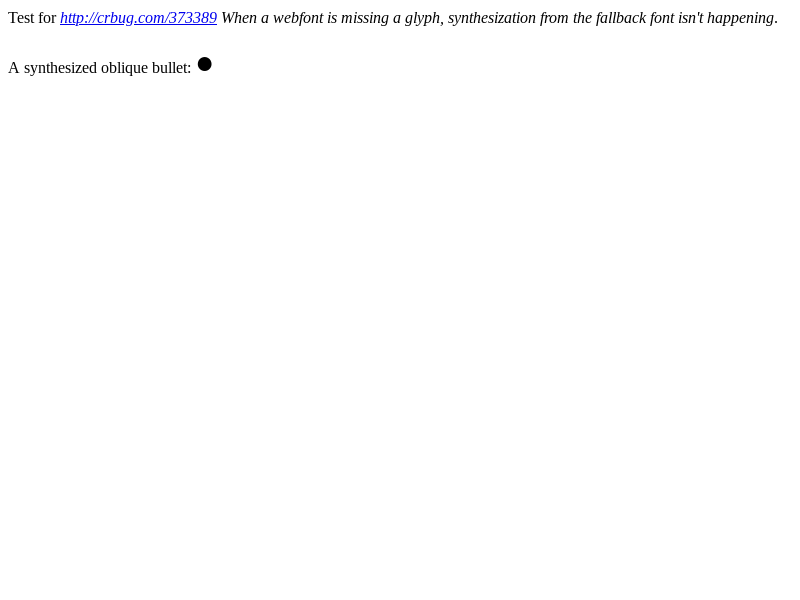 Test for http://crbug.com/373389 When a webfont is missing a glyph, synthesization from the fallback font isn't happening.
A synthesized oblique bullet: ●